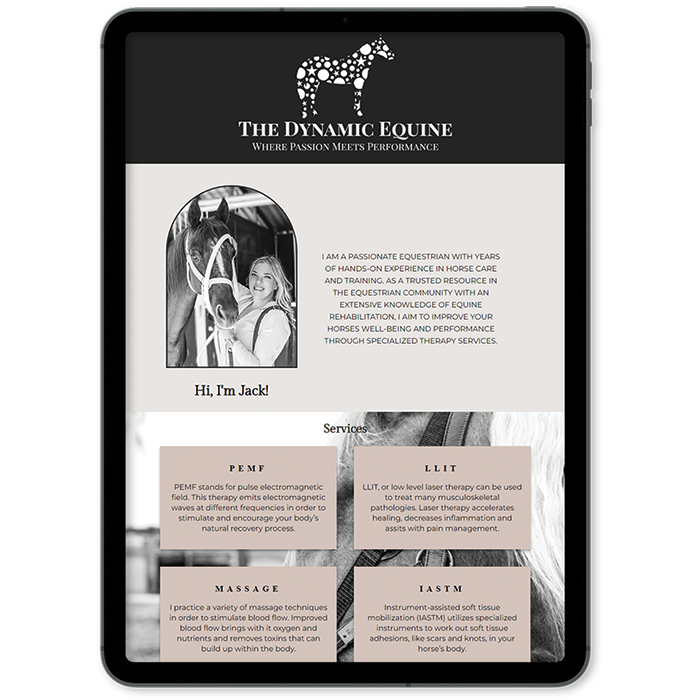 THE DYNAMIC EQUINE
WHERE PASSION MEETS PERFORMANCE
I AM A PASSIONATE EQUESTRIAN WITH YEARS
OF HANDS-ON EXPERIENCE IN HORSE CARE
AND TRAINING. AS A TRUSTED RESOURCE IN
THE EQUESTRIAN COMMUNITY WITH AN
EXTENSIVE KNOWLEDGE OF EQUINE
REHABILITATION, I AIM TO IMPROVE YOUR
HORSES WELL-BEING AND PERFORMANCE
THROUGH SPECIALIZED THERAPY SERVICES.
Hi, I'm Jack!
Services
PEMF
PEMF stands for pulse electromagnetic
field. This therapy emits electromagnetic
waves at different frequencies in order to
stimulate and encourage your body's
natural recovery process.
LLIT
LLIT, or low level laser therapy can be used
to treat many musculoskeletal
pathologies. Laser therapy accelerates
healing, decreases inflammation and
assits with pain management.
MASSAGE
I practice a variety of massage techniques
in order to stimulate blood flow. Improved
blood flow brings with it oxygen and
nutrients and removes toxins that can
build up within the body.
IASTM
Instrument-assisted soft tissue
mobilization (IASTM) utilizes specialized
instruments to work out soft tissue
adhesions, like scars and knots, in your
horse's body.